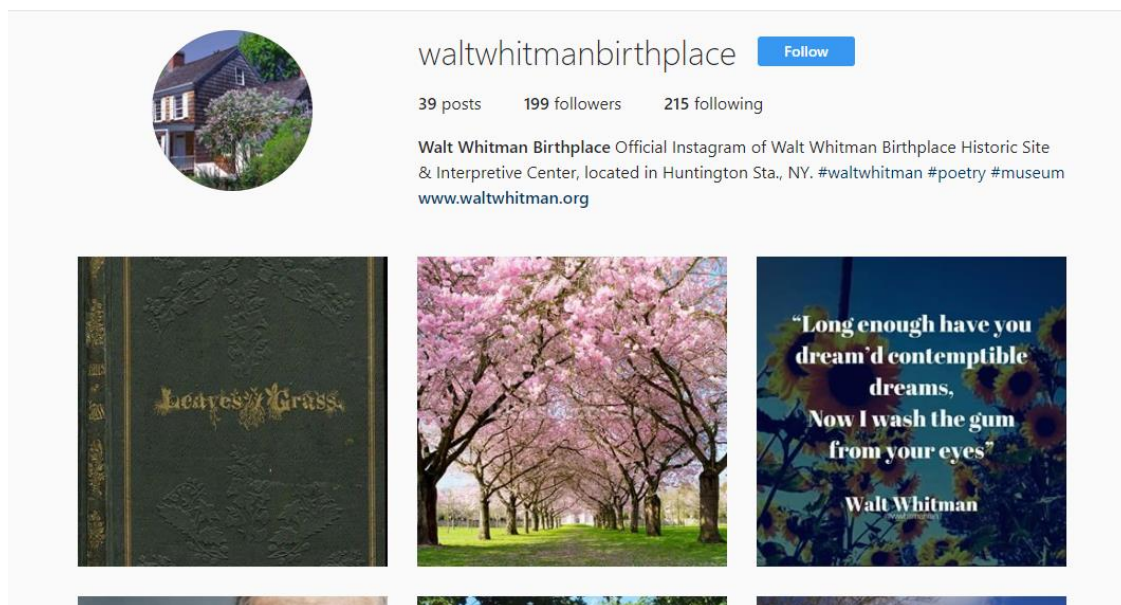 waltwhitmanbirthplace Follow
39 posts 199 followers 215 following
Walt Whitman Birthplace Official Instagram of Walt Whitman Birthplace Historic Site
& Interpretive Center, located in Huntington Sta., NY. #waltwhitman #poetry #museum
www.waltwhitman.org
Leaves Grass
“Long enough have you
dream’d contemptible
dreams,
Now I wash the gum
from your eyes”
Walt Whitman